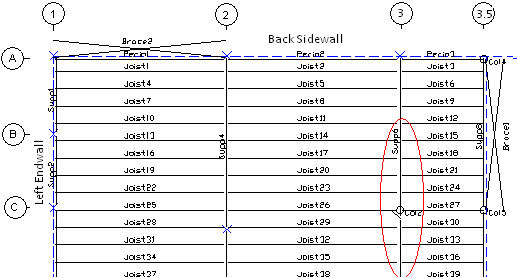 1 2 3 3.5
Brace2 Back Sidewall
A Perin1 Perin2 Perin3
Joist1 Joist2 Joist3 Col4
Joist4 Joist5 Joist6
Supp1 Joist7 Joist8 Joist9
Joist10 Joist11 Joist12
B Joist13 Supp4 Joist14 Supp6 Joist15 Supp8 Brace1
Left Endwall Joist16 Joist17 Joist18
Supp2 Joist19 Joist20 Joist21
Joist22 Joist23 Joist24
C Joist25 Joist26 Col2 Joist27 Col3
Joist28 Joist29 Joist30
Joist31 Joist32 Joist33
Joist34 Joist35 Joist36
Joist37 Joist38 Joist39